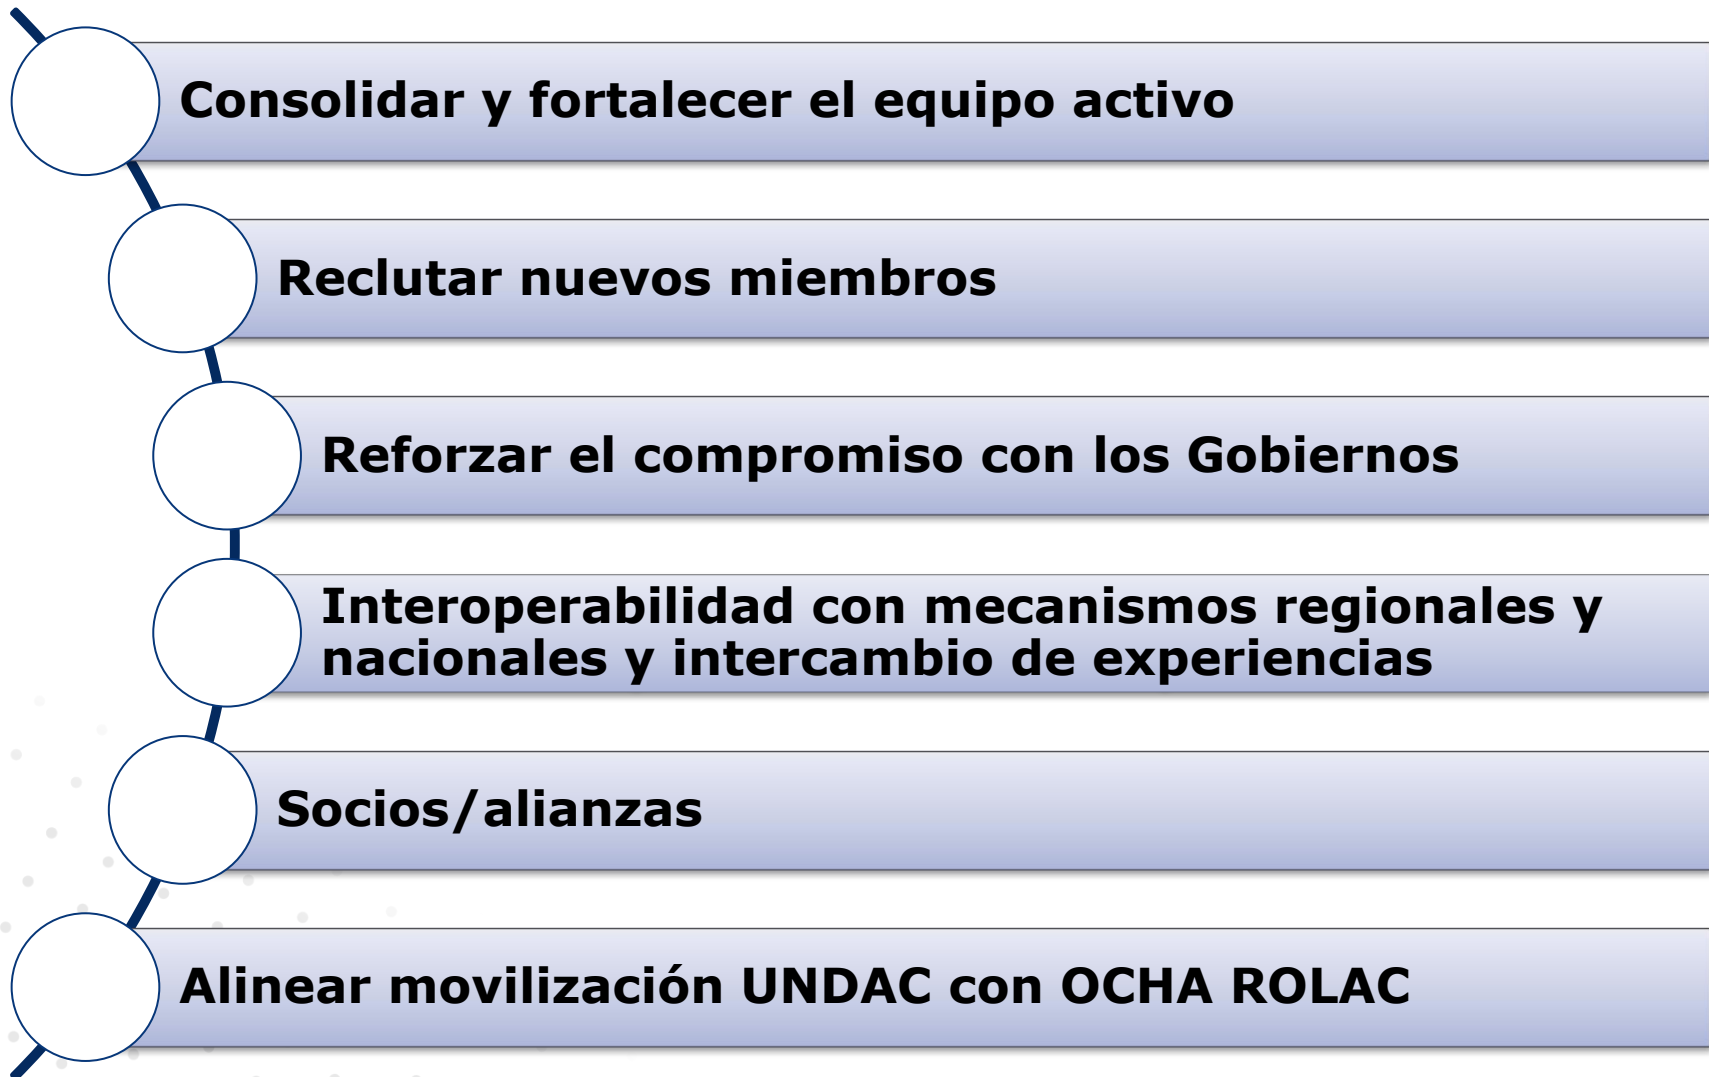 Consolidar y fortalecer el equipo activo
Reclutar nuevos miembros
Reforzar el compromiso con los Gobiernos
Interoperabilidad con mecanismos regionales y
nacionales y intercambio de experiencias
Socios/alianzas
Alinear movilización UNDAC con OCHA ROLAC